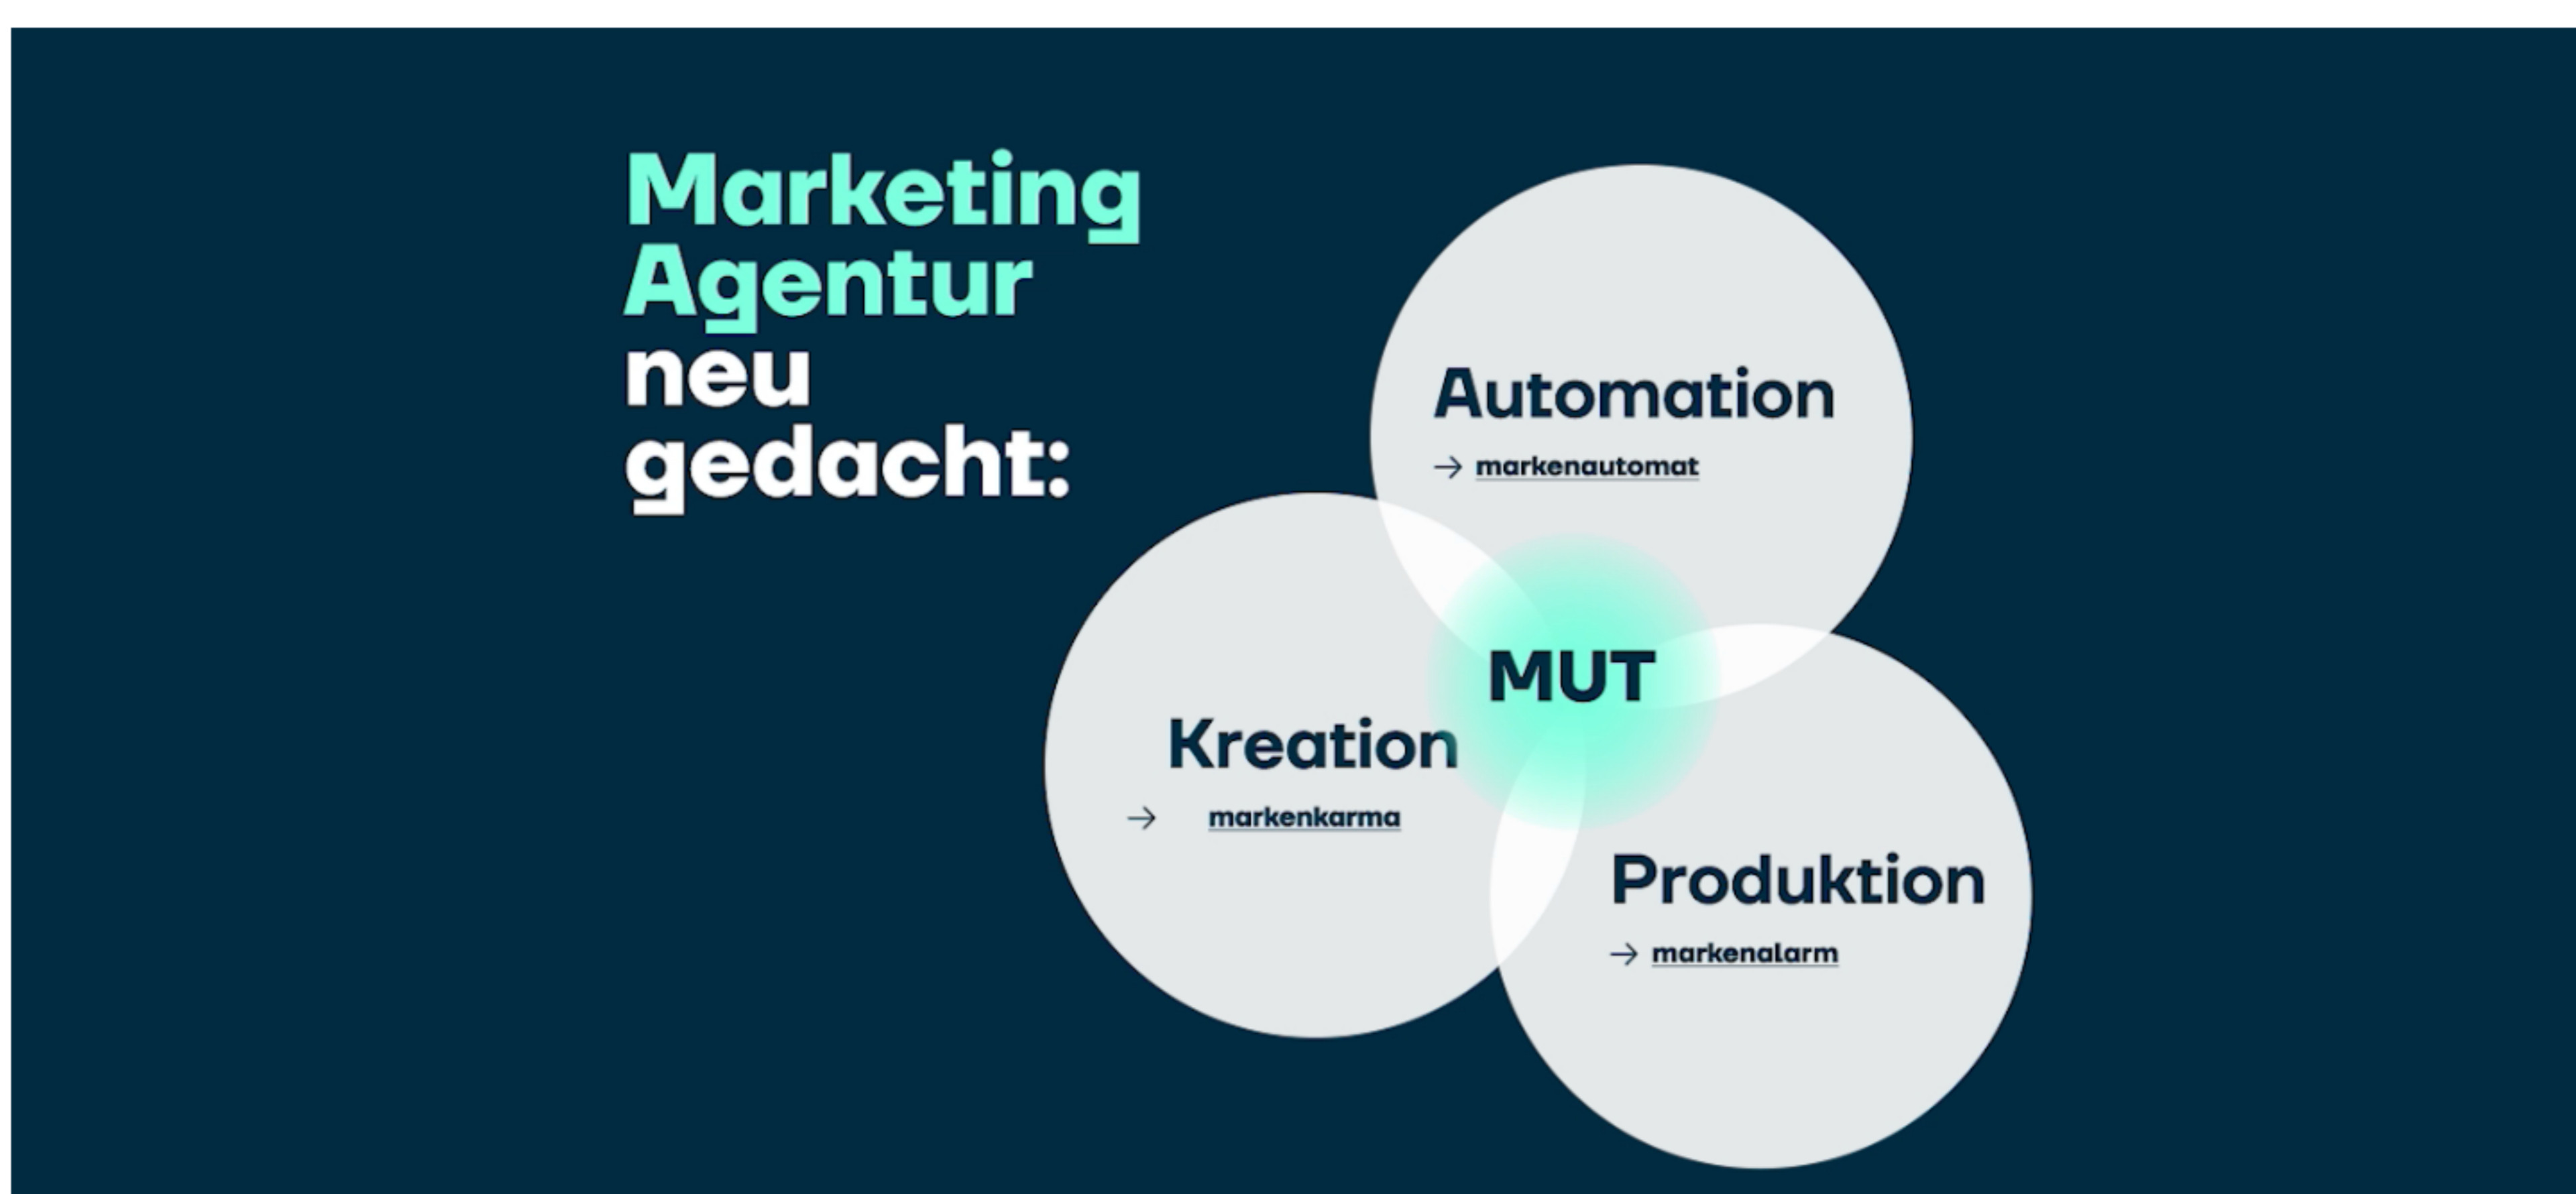 Marketing
Agentur
neu
gedacht:
Automation
→ markenautomat
MUT
Kreation
→ markenkarma
Produktion
→ markenalarm